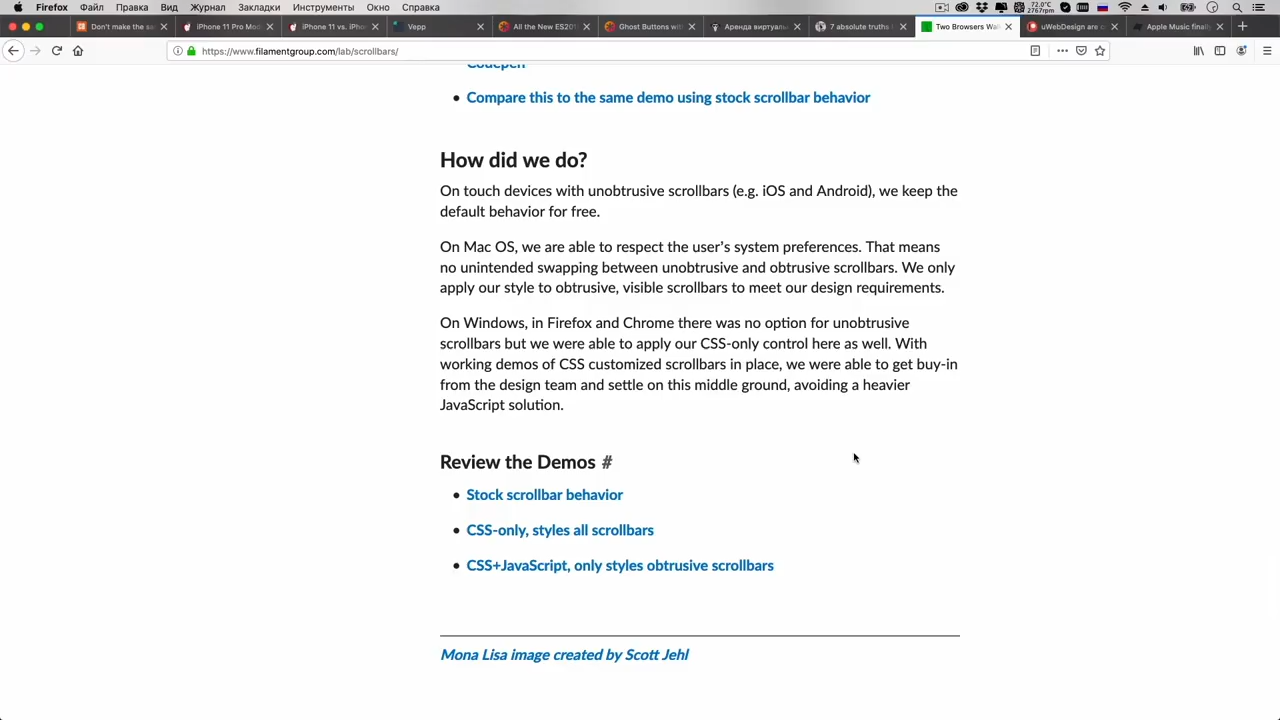 Firefox Файл Правка Вид Журнал Закладки Инструменты Окно Справка
72.0°C
2767rpm
Don't make the sa
iPhone 11 Pro Mod
iPhone 11 vs. iPho
Vepp
All the New ES201
Ghost Buttons wit
Аренда виртуаль
7 absolute truths
Two Browsers Wal
uWebDesign are c
Apple Music finally
https://www.filamentgroup.com/lab/scrollbars/
Codepen
• Compare this to the same demo using stock scrollbar behavior
How did we do?
On touch devices with unobtrusive scrollbars (e.g. iOS and Android), we keep the
default behavior for free.
On Mac OS, we are able to respect the user's system preferences. That means
no unintended swapping between unobtrusive and obtrusive scrollbars. We only
apply our style to obtrusive, visible scrollbars to meet our design requirements.
On Windows, in Firefox and Chrome there was no option for unobtrusive
scrollbars but we were able to apply our CSS-only control here as well. With
working demos of CSS customized scrollbars in place, we were able to get buy-in
from the design team and settle on this middle ground, avoiding a heavier
JavaScript solution.
Review the Demos #
• Stock scrollbar behavior
• CSS-only, styles all scrollbars
• CSS+JavaScript, only styles obtrusive scrollbars
Mona Lisa image created by Scott Jehl